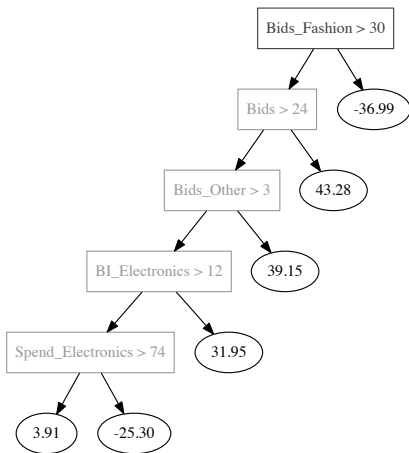 Bids_Fashion > 30
Bids > 24
-36.99
Bids_Other > 3
43.28
BI_Electronics > 12
39.15
Spend_Electronics > 74
31.95
3.91
-25.30